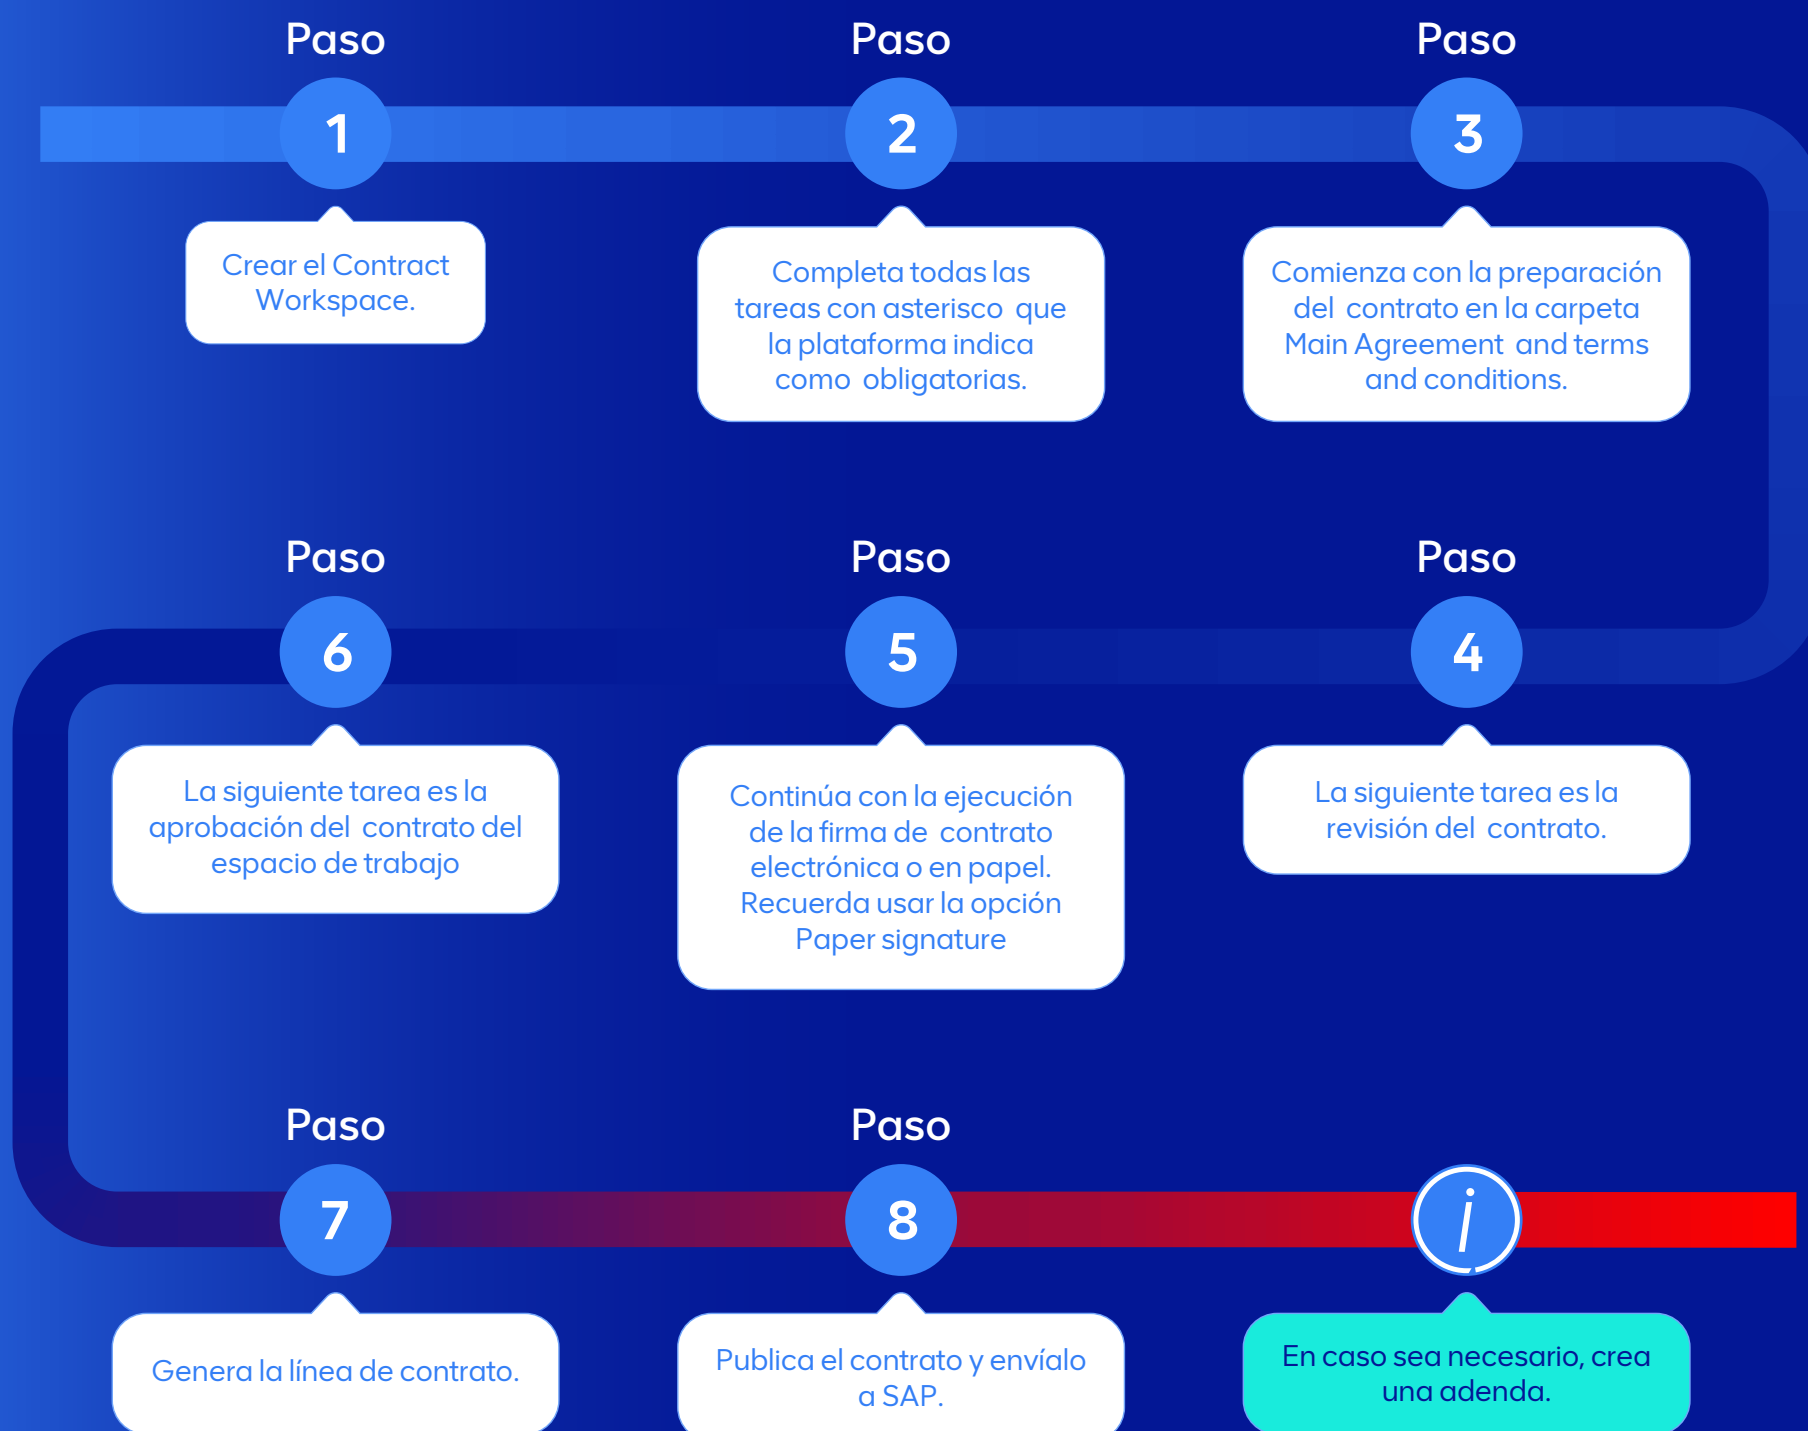 Paso
1
Crear el Contract
Workspace.
Paso
2
Completa todas las
tareas con asterisco que
la plataforma indica
como obligatorias.
Paso
3
Comienza con la preparación
del contrato en la carpeta
Main Agreement and terms
and conditions.
Paso
4
La siguiente tarea es la
revisión del contrato.
Paso
5
Continúa con la ejecución
de la firma de contrato
electrónica o en papel.
Recuerda usar la opción
Paper signature
Paso
6
La siguiente tarea es la
aprobación del contrato del
espacio de trabajo
Paso
7
Genera la línea de contrato.
Paso
8
Publica el contrato y envíalo
a SAP.
i
En caso sea necesario, crea
una adenda.